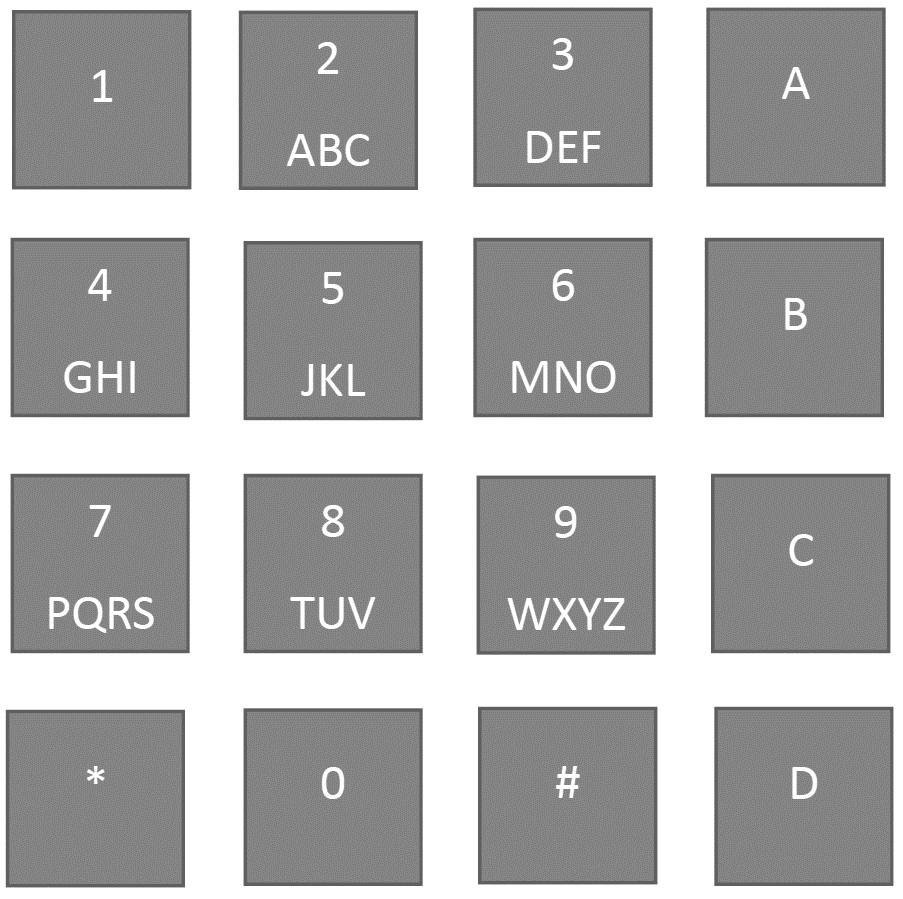 1 2 3 A
ABC DEF
4 5 6 B
GHI JKL MNO
7 8 9 C
PQRS TUV WXYZ
* 0 # D